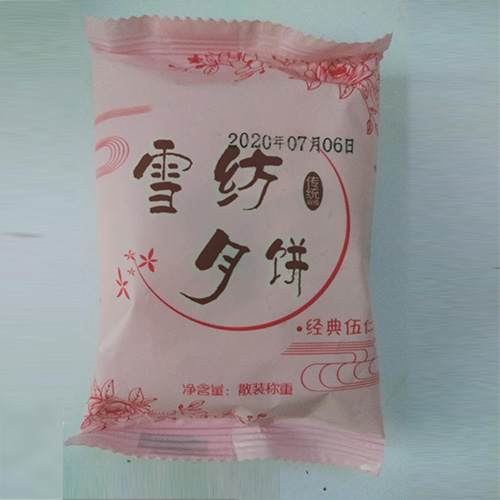 2020年07月06日
雪纺
传统
月饼
•经典伍仁
净含量：散装称重